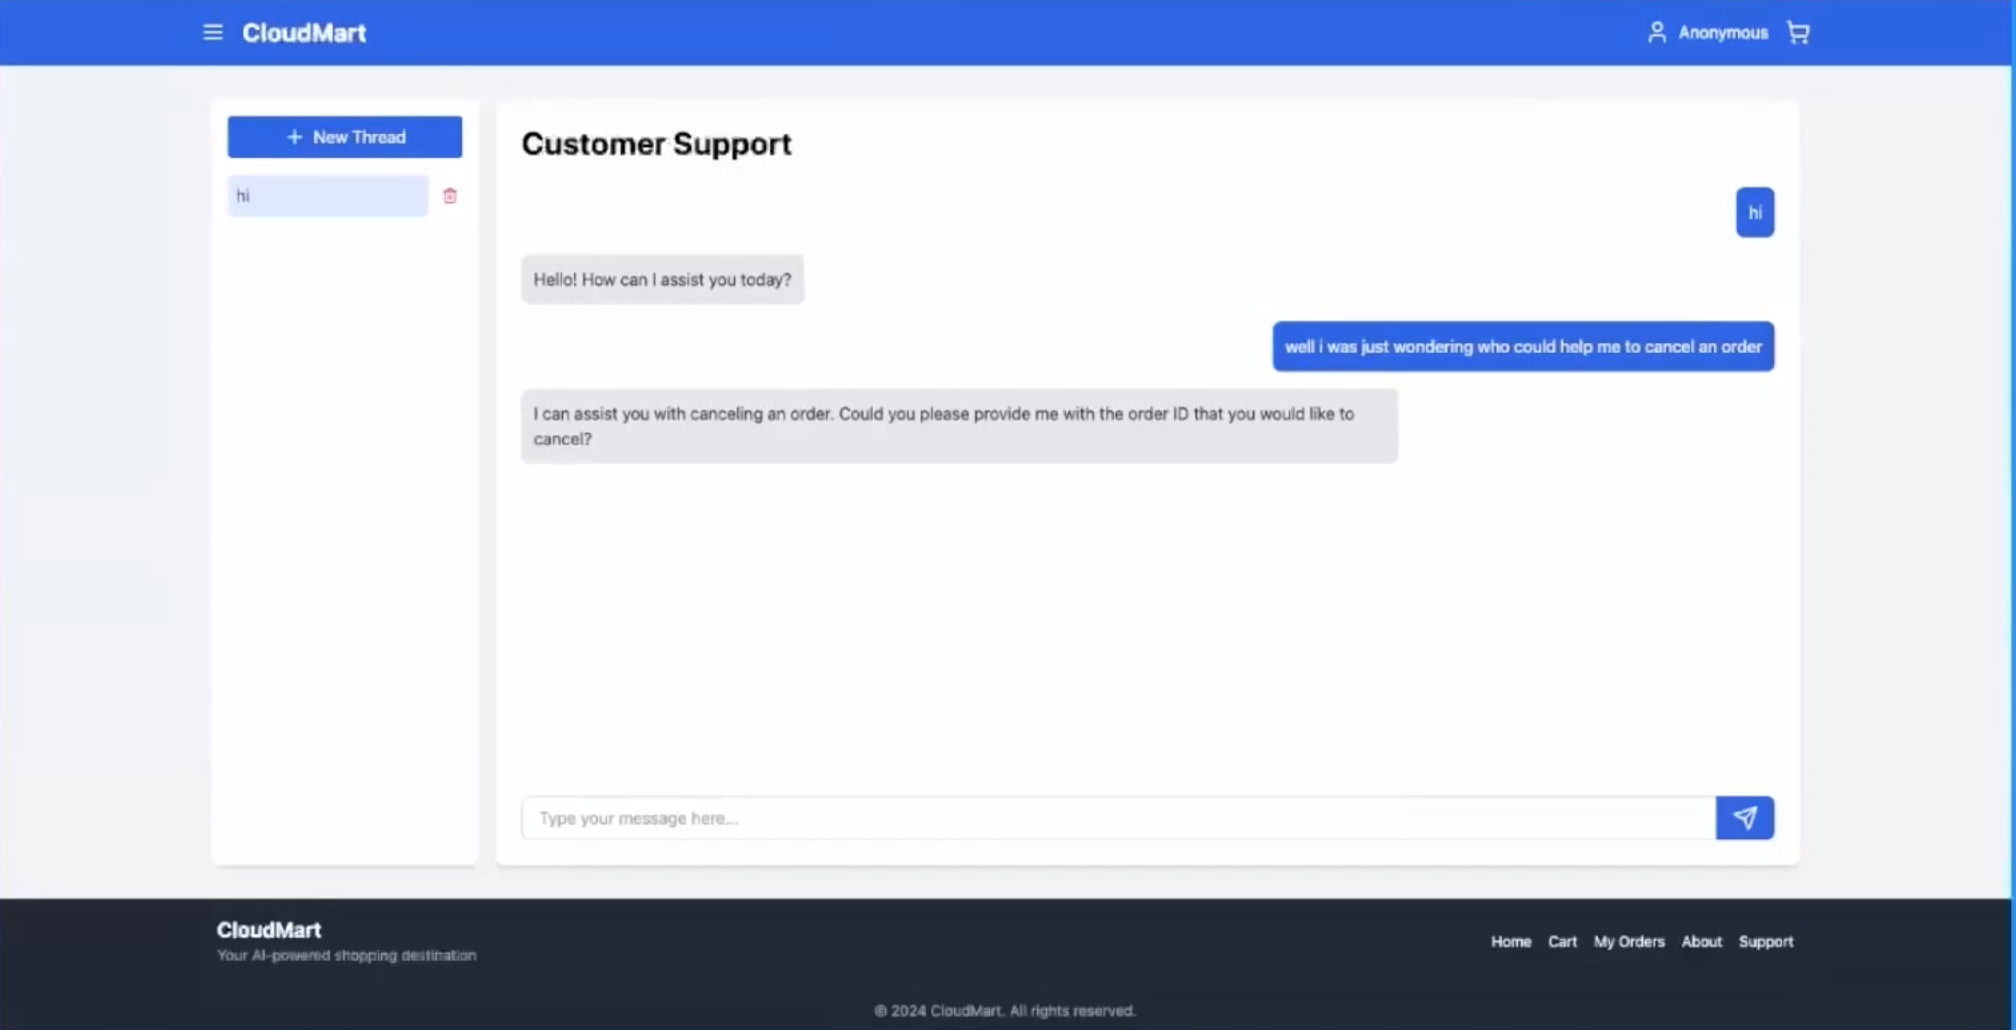 CloudMart
Anonymous
New Thread
hi
Customer Support
hi
Hello! How can I assist you today?
well i was just wondering who could help me to cancel an order
I can assist you with canceling an order. Could you please provide me with the order ID that you would like to
cancel?
Type your message here...
CloudMart
Your AI-powered shopping destination
Home Cart My Orders About Support
© 2024 CloudMart. All rights reserved.